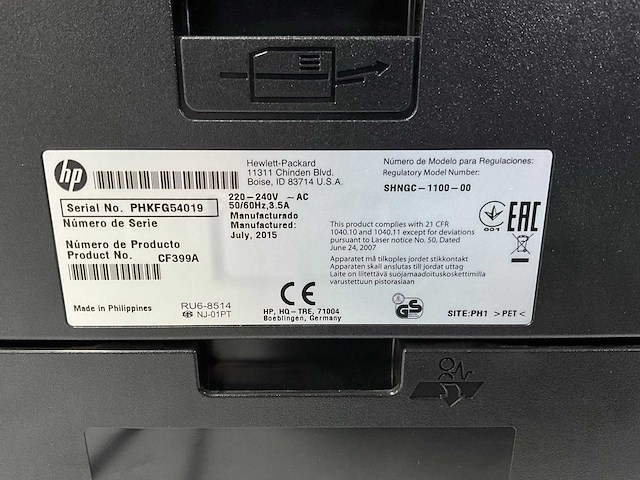 hp
Hewlett-Packard
11311 Chinden Blvd.
Boise, ID 83714 U.S.A.
Número de Modelo para Regulaciones:
Regulatory Model Number:
SHNGC-1100-00
Serial No. PHKFG54019
Número de Serie
220-240V ~ AC
50/60Hz,3.5A
Manufacturado
Manufactured:
July, 2015
Número de Producto
Product No. CF399A
This product complies with 21 CFR
1040.10 and 1040.11 except for deviations
pursuant to Laser notice No. 50, Dated
June 24, 2007
Apparatet må tilkoples jordet stikkontakt
Apparaten skall anslutas till jordat uttag
Laite on liitettävä suojamaadoituskoskettimilla
varustettuun pistorasiaan
001
EAC
Made in Philippines
RU6-8514
NJ-01PT
CE
HP, HQ-TRE, 71004
Boeblingen, Germany
GS
SITE:PH1 >PET<